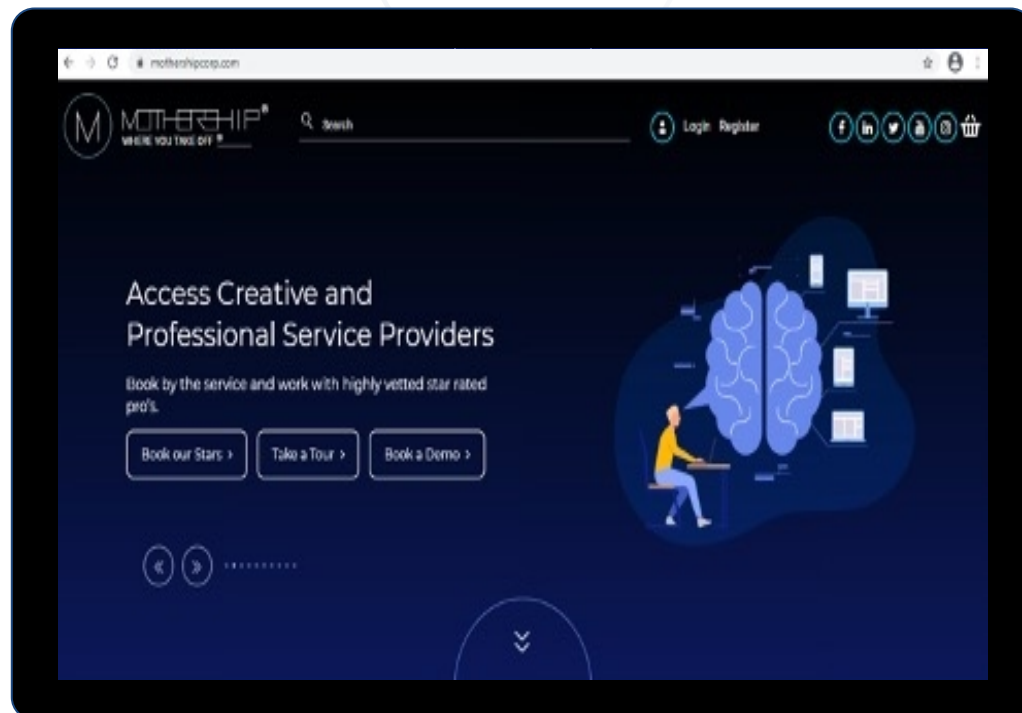 mothershipcorp.com
M
MOTHERSHIP®
WHERE YOU TAKE OFF®
Search
Login Register
Access Creative and
Professional Service Providers
Book by the service and work with highly vetted star rated
pro's.
Book our Stars ›
Take a Tour ›
Book a Demo ›